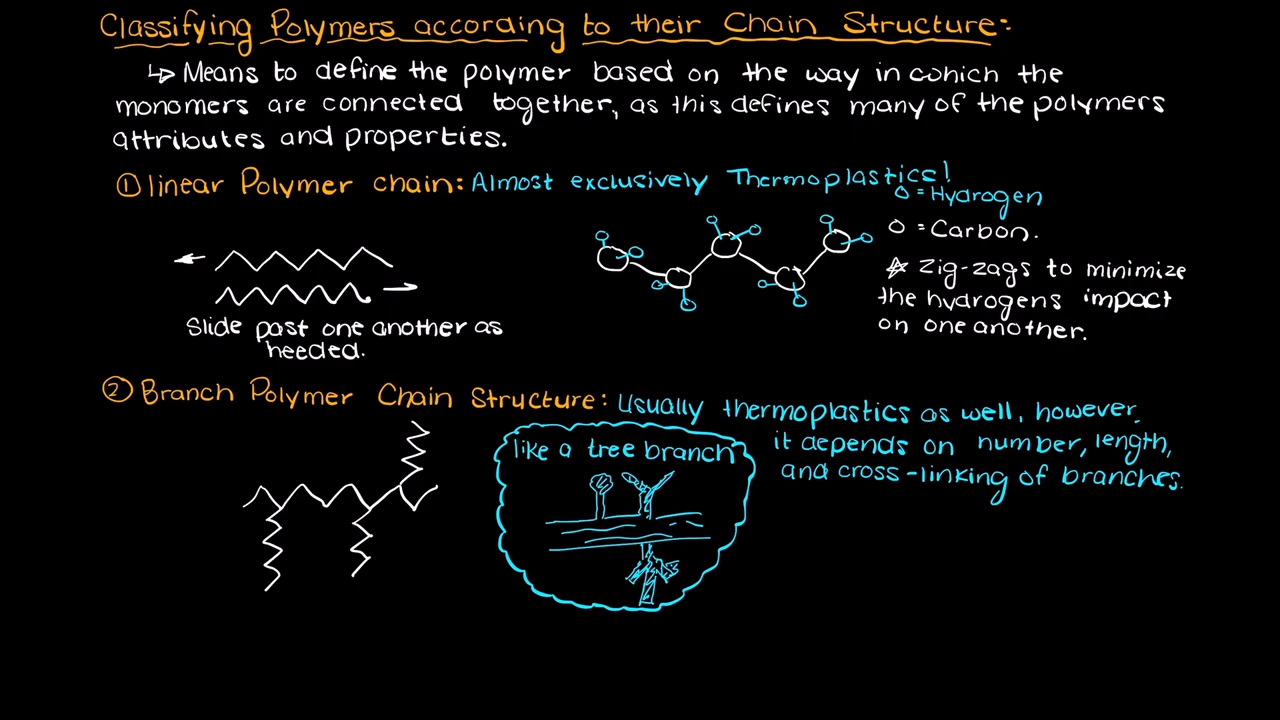 Classifying Polymers according to their Chain Structure:
↳ Means to define the polymer based on the way in which the
monomers are connected together, as this defines many of the polymers
attributes and properties.
① linear Polymer chain: Almost exclusively Thermoplastics!
O = Hydrogen
O = Carbon.
☆ Zig-zags to minimize
the hydrogens impact
on one another.
Slide past one another as
needed.
② Branch Polymer Chain Structure: Usually thermoplastics as well, however,
it depends on number, length,
and cross-linking of branches.
like a tree branch